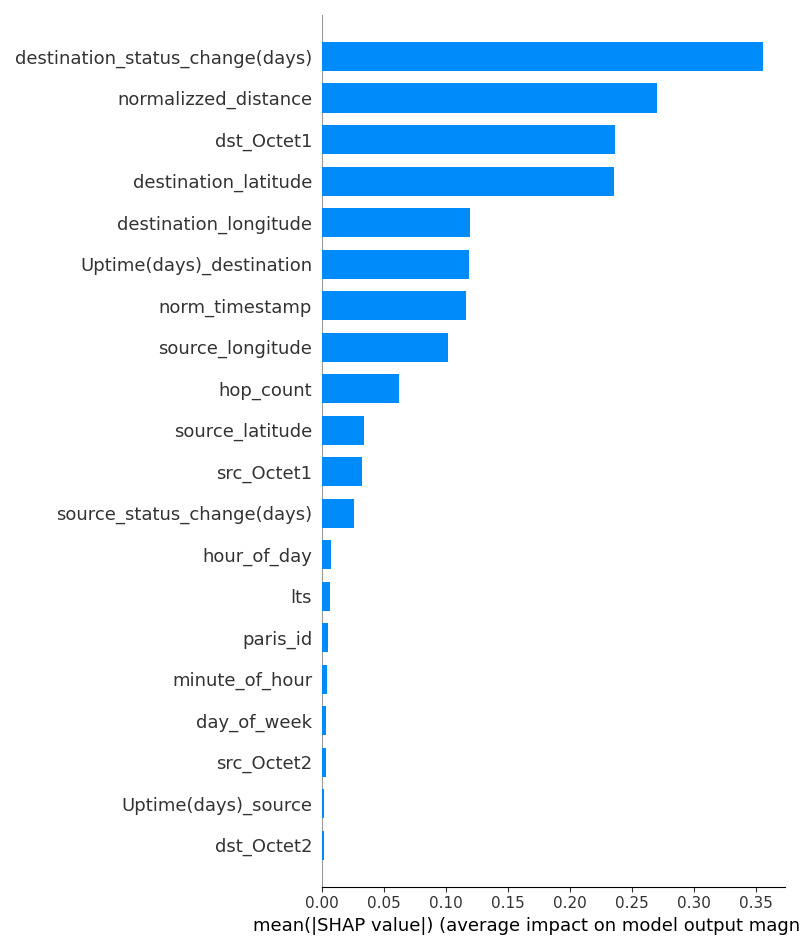 destination_status_change(days)
normalizzed_distance
dst_Octet1
destination_latitude
destination_longitude
Uptime(days)_destination
norm_timestamp
source_longitude
hop_count
source_latitude
src_Octet1
source_status_change(days)
hour_of_day
lts
paris_id
minute_of_hour
day_of_week
src_Octet2
Uptime(days)_source
dst_Octet2
0.00 0.05 0.10 0.15 0.20 0.25 0.30 0.35
mean(|SHAP value|) (average impact on model output magn